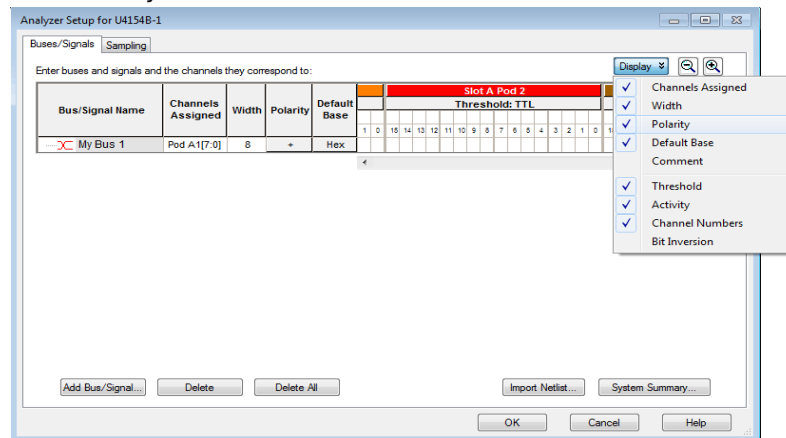 Analyzer Setup for U4154B-1
Buses/Signals Sampling
Enter buses and signals and the channels they correspond to:
Display
Bus/Signal Name Channels Assigned Width Polarity Default Base
Slot A Pod 2
Threshold: TTL
1 0 15 14 13 12 11 10 9 8 7 6 5 4 3 2 1 0
My Bus 1 Pod A1[7:0] 8 + Hex
Channels Assigned
Width
Polarity
Default Base
Comment
Threshold
Activity
Channel Numbers
Bit Inversion
Add Bus/Signal... Delete Delete All Import Netlist... System Summary...
OK Cancel Help